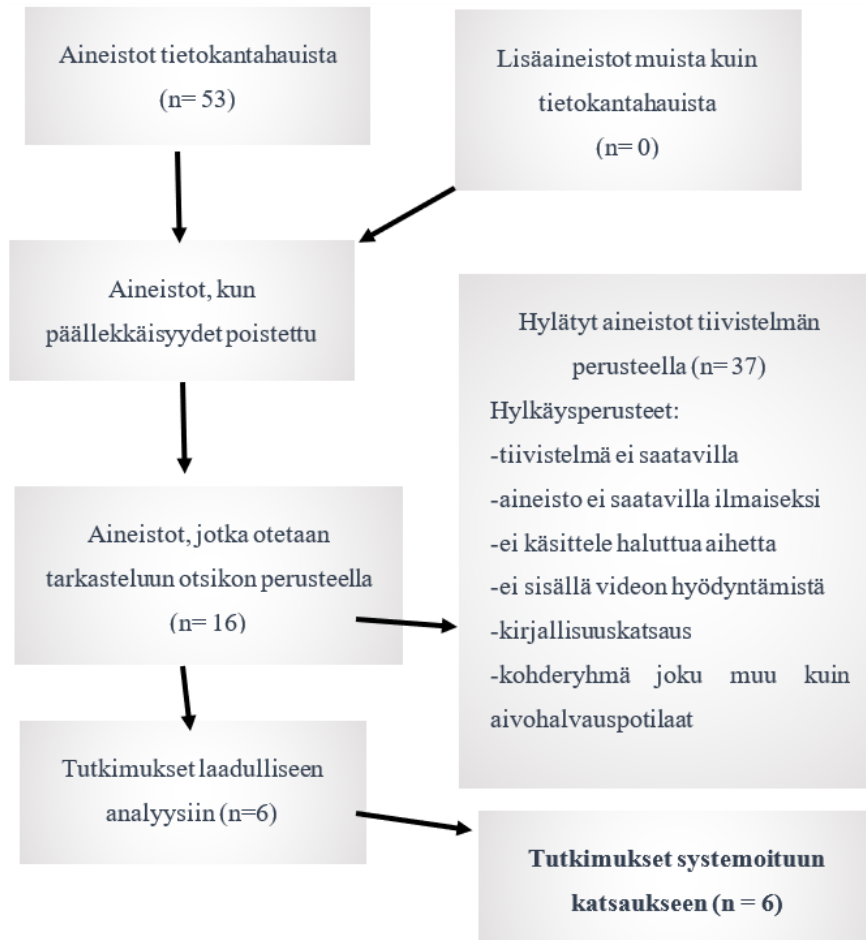 Aineistot tietokantahauista
(n= 53)
Lisäaineistot muista kuin
tietokantahauista
(n= 0)
Aineistot, kun
päällekkäisyydet poistettu
Hylätyt aineistot tiivistelmän
perusteella (n= 37)
Hylkäysperusteet:
-tiivistelmä ei saatavilla
-aineisto ei saatavilla ilmaiseksi
-ei käsittele haluttua aihetta
-ei sisällä videon hyödyntämistä
-kirjallisuuskatsaus
-kohderyhmä joku muu kuin
aivohalvauspotilaat
Aineistot, jotka otetaan
tarkasteluun otsikon perusteella
(n= 16)
Tutkimukset laadulliseen
analyysiin (n=6)
Tutkimukset systemoituun
katsaukseen (n = 6)